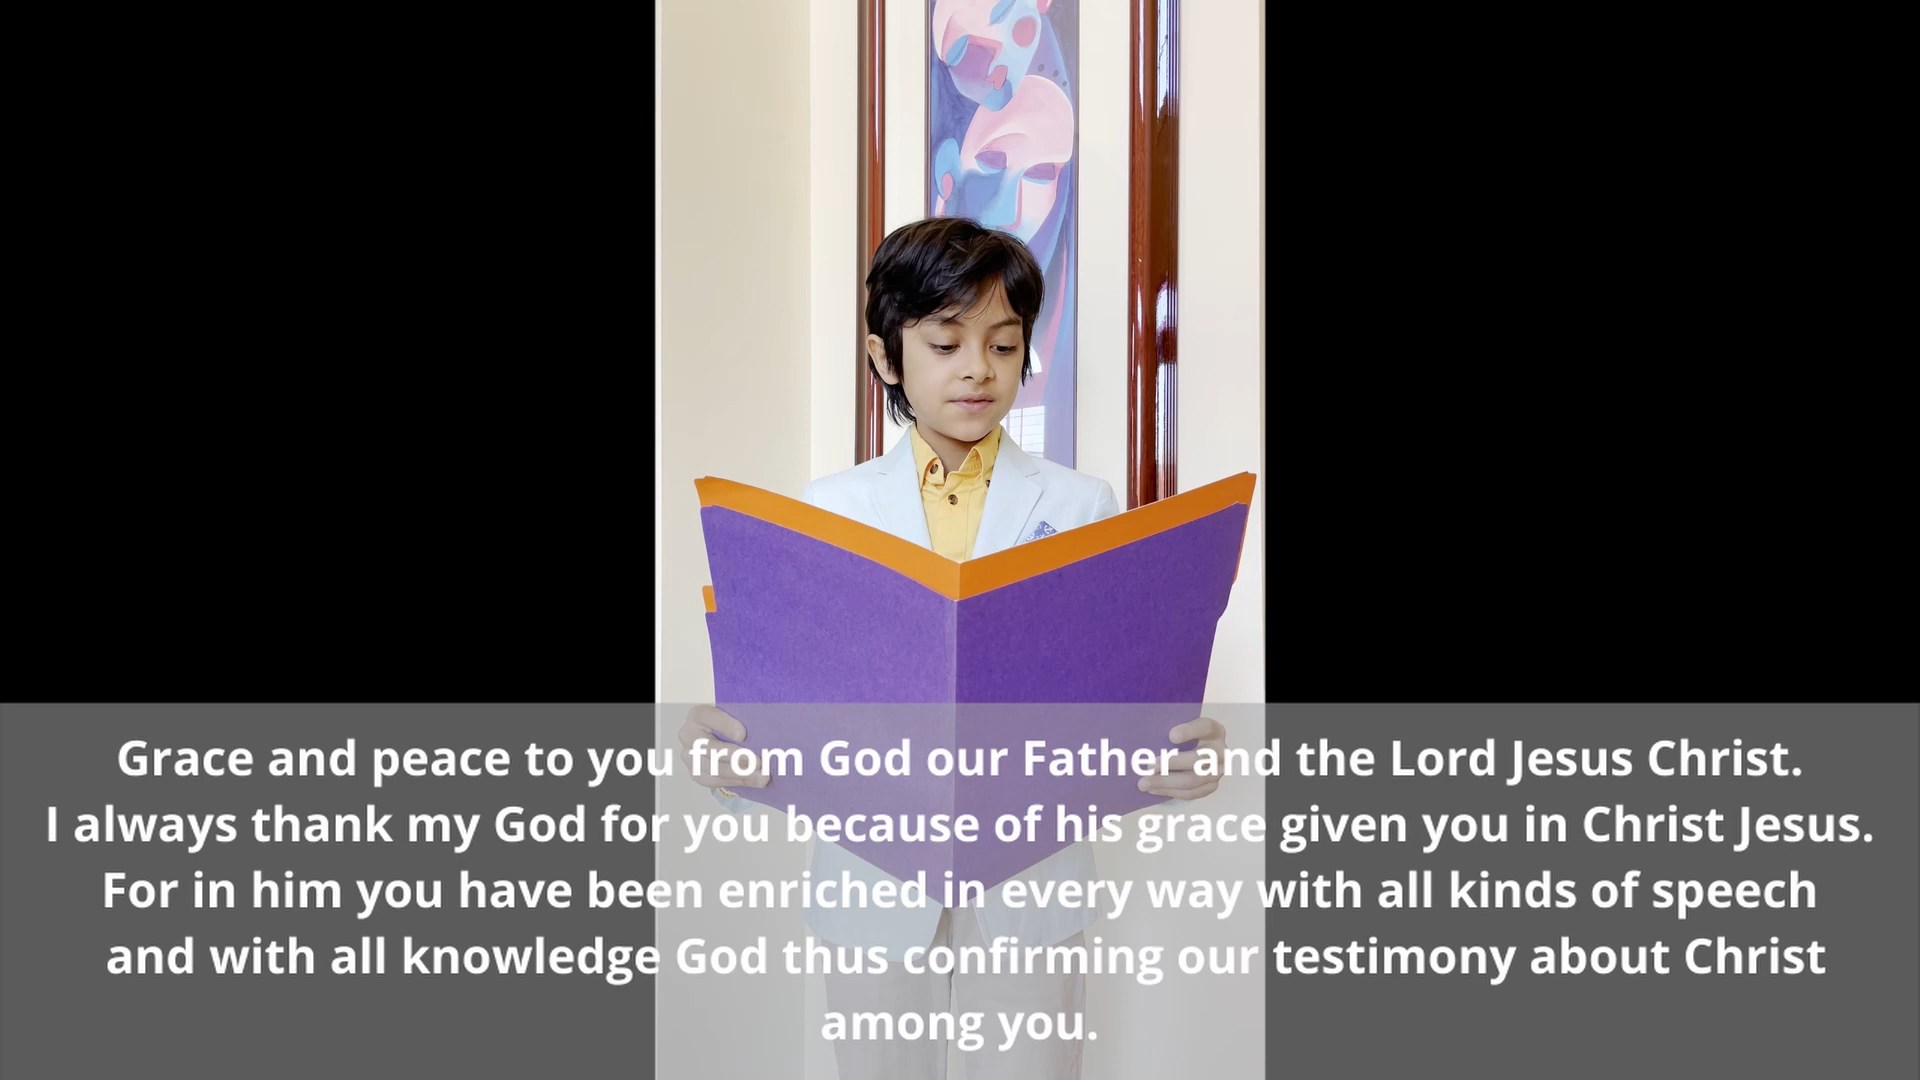 Grace and peace to you from God our Father and the Lord Jesus Christ.
I always thank my God for you because of his grace given you in Christ Jesus.
For in him you have been enriched in every way with all kinds of speech
and with all knowledge God thus confirming our testimony about Christ
among you.